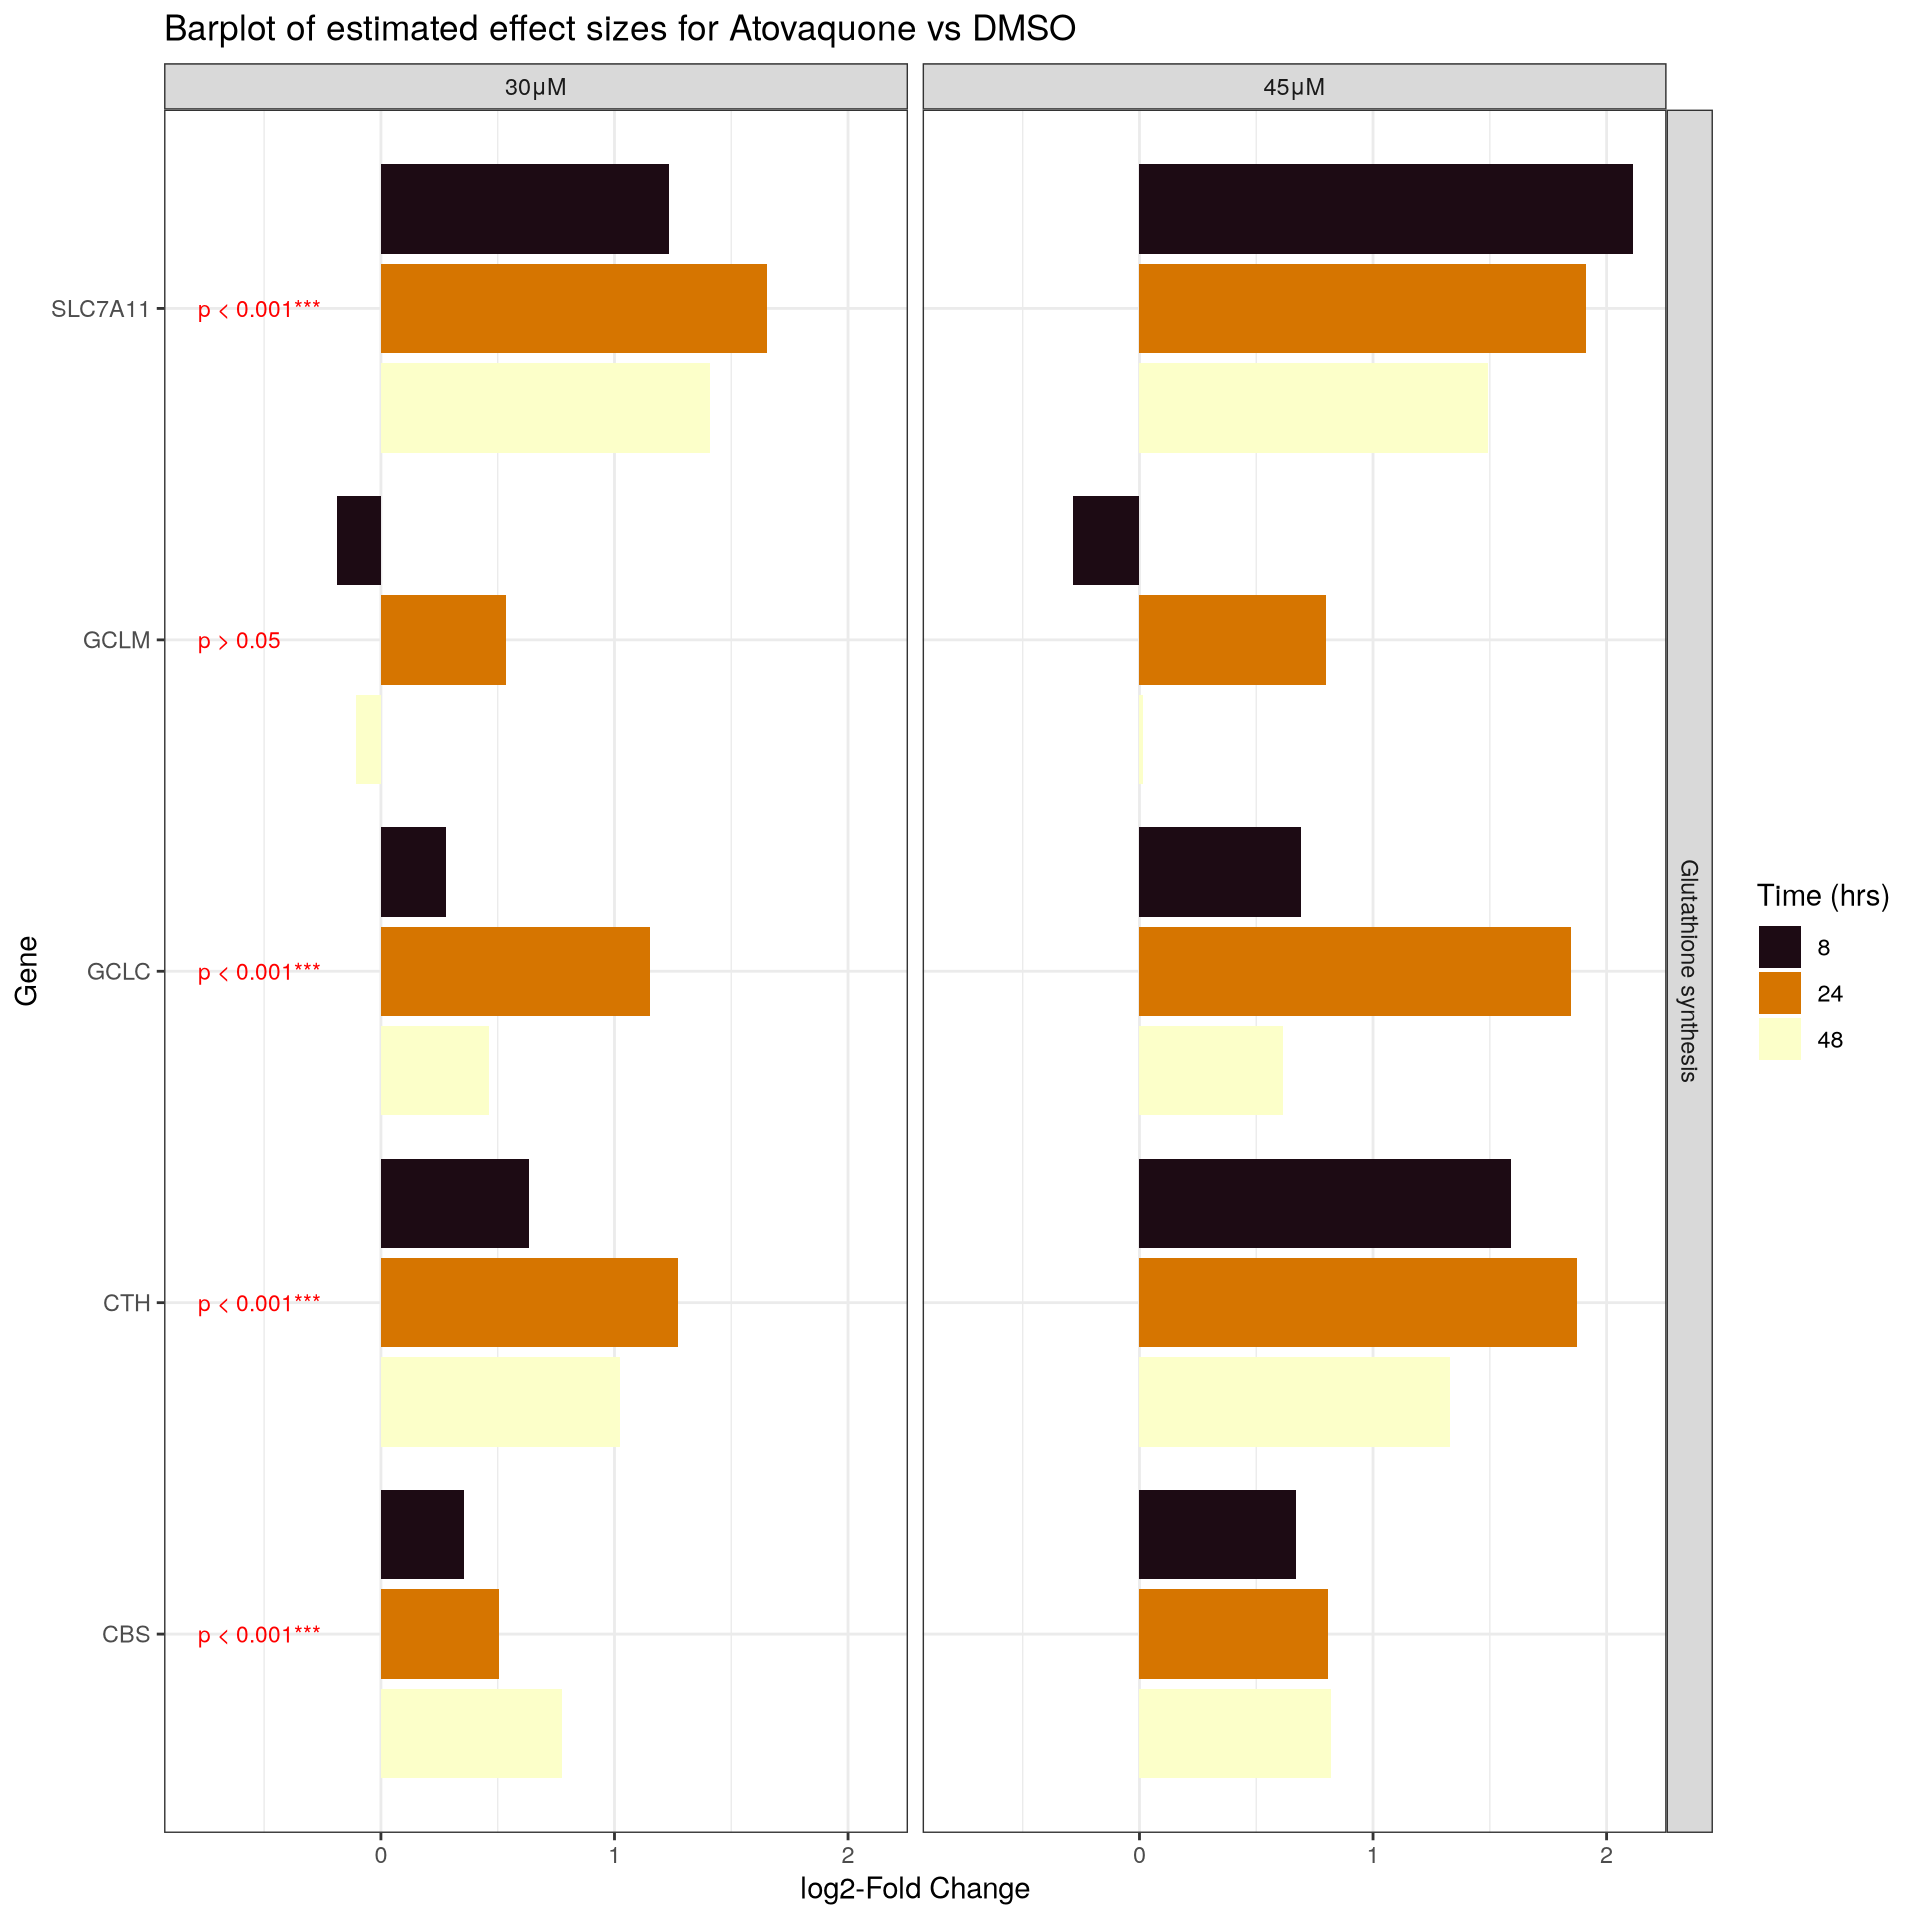 Barplot of estimated effect sizes for Atovaquone vs DMSO
30µM
45µM
SLC7A11
p < 0.001***
GCLM
p > 0.05
GCLC
p < 0.001***
CTH
p < 0.001***
CBS
p < 0.001***
Gene
Glutathione synthesis
Time (hrs)
8
24
48
0
1
2
0
1
2
log2-Fold Change